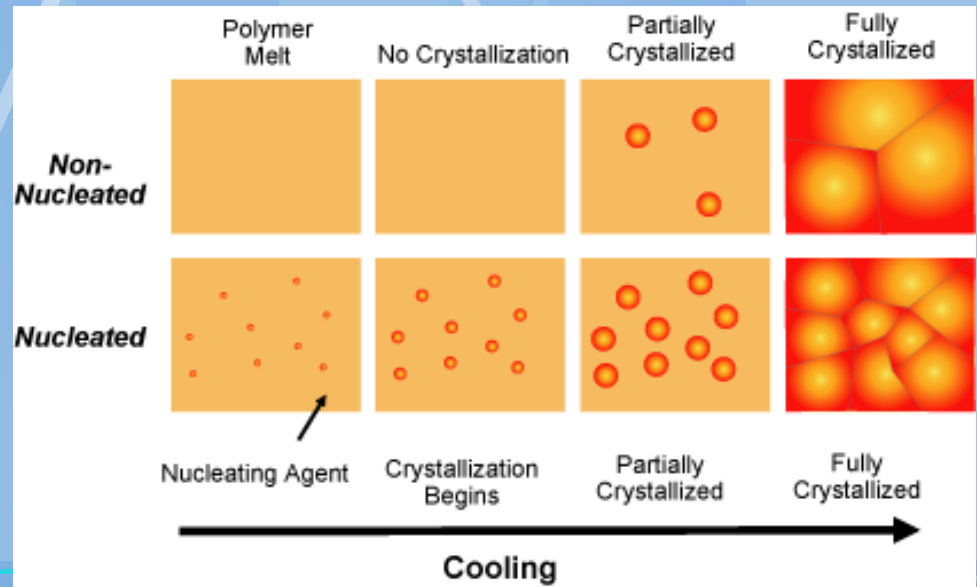 Polymer
Melt
No Crystallization
Partially
Crystallized
Fully
Crystallized
Non-
Nucleated
Nucleated
Nucleating Agent
Crystallization
Begins
Partially
Crystallized
Fully
Crystallized
Cooling